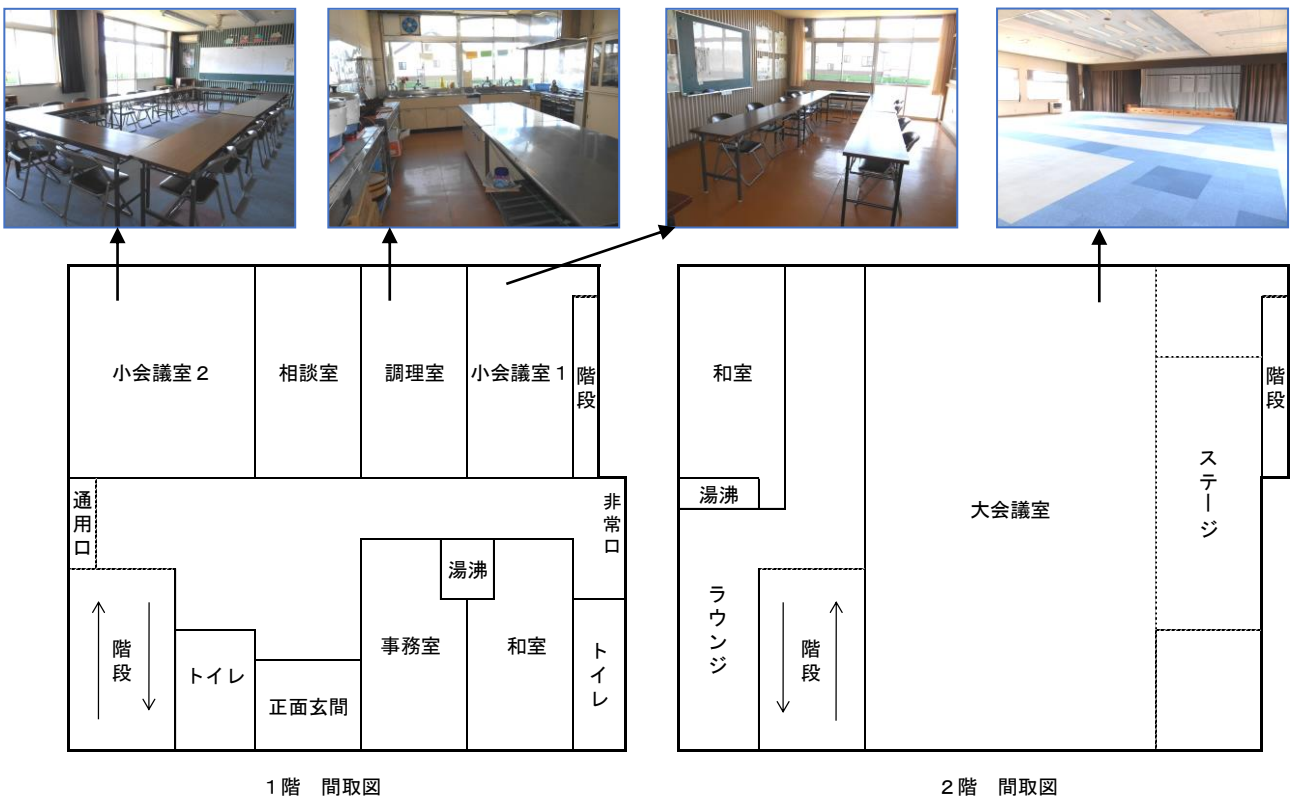 小会議室２
相談室
調理室
小会議室１
階段
和室
階段
湯沸
大会議室
ステージ
通用口
非常口
湯沸
ラウンジ
階段
トイレ
事務室
和室
トイレ
階段
正面玄関
１階　間取図
２階　間取図